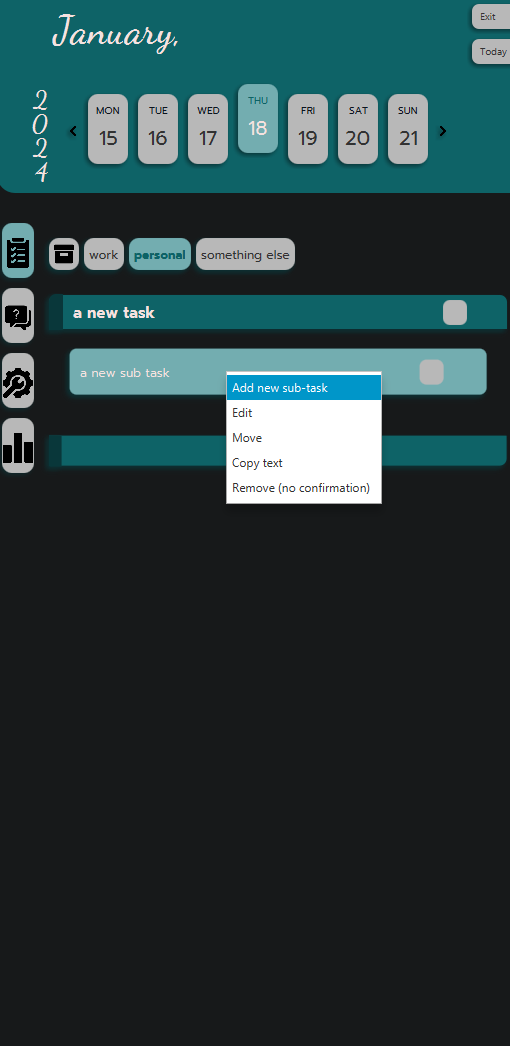 January,
Exit
Today
2
0
2
4
MON TUE WED THU FRI SAT SUN
15 16 17 18 19 20 21
?
work personal something else
a new task
a new sub task
Add new sub-task
Edit
Move
Copy text
Remove (no confirmation)